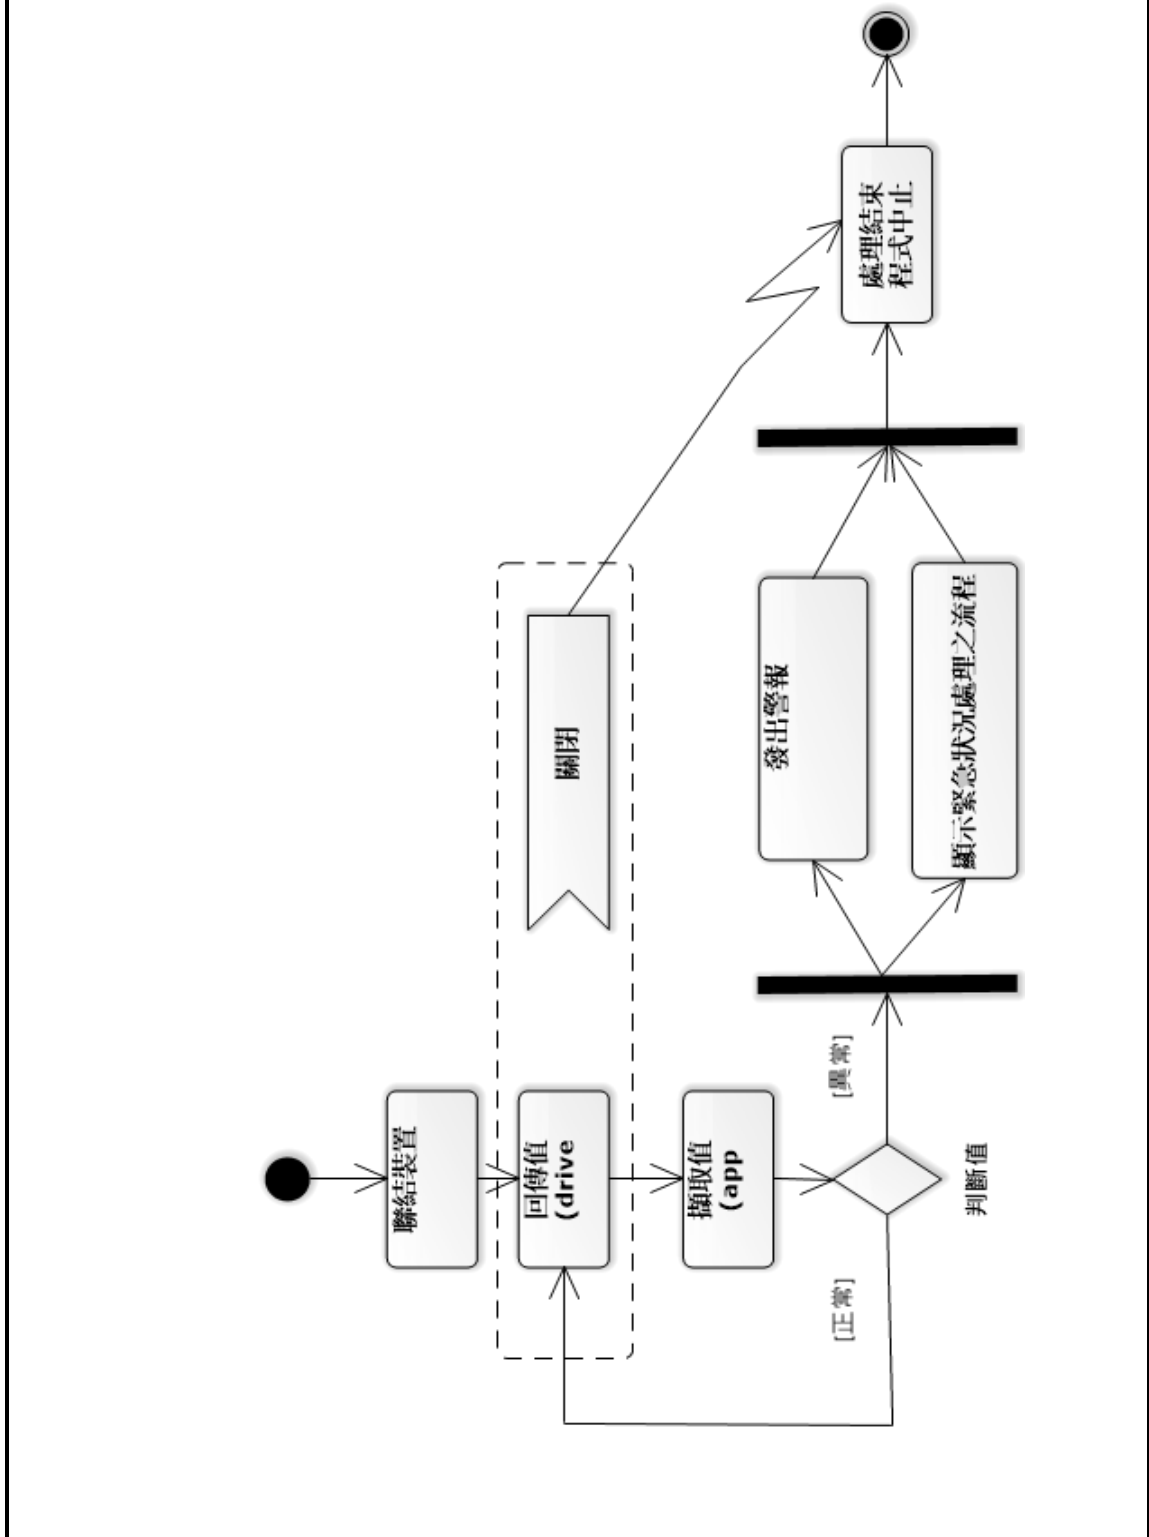 聯結裝置
回傳值
(drive
擷取值
(app
判斷值
[正常]
[異常]
關閉
發出警報
顯示緊急狀況處理之流程
處理結束
程式中止